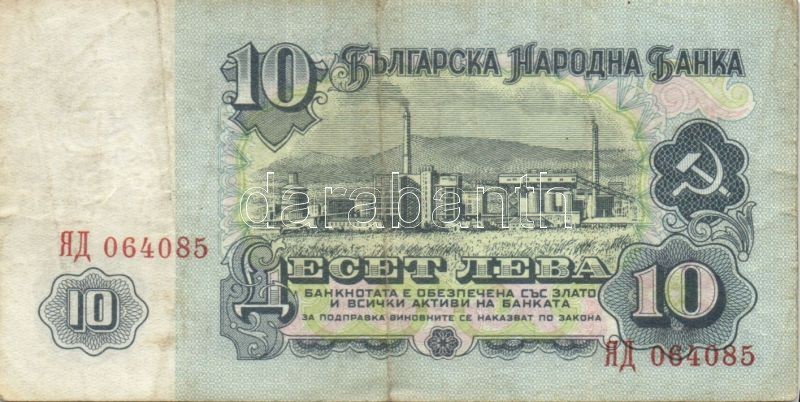 10
БЪЛГАРСКА НАРОДНА БАНКА
darabanth
ЯД 064085
ДЕСЕТ ЛЕВА
10
10
БАНКНОТАТА Е ОБЕЗПЕЧЕНА СЪС ЗЛАТО
И ВСИЧКИ АКТИВИ НА БАНКАТА
ЗА ПОДПРАВКА ВИНОВНИТЕ СЕ НАКАЗВАТ ПО ЗАКОНА
ЯД 064085